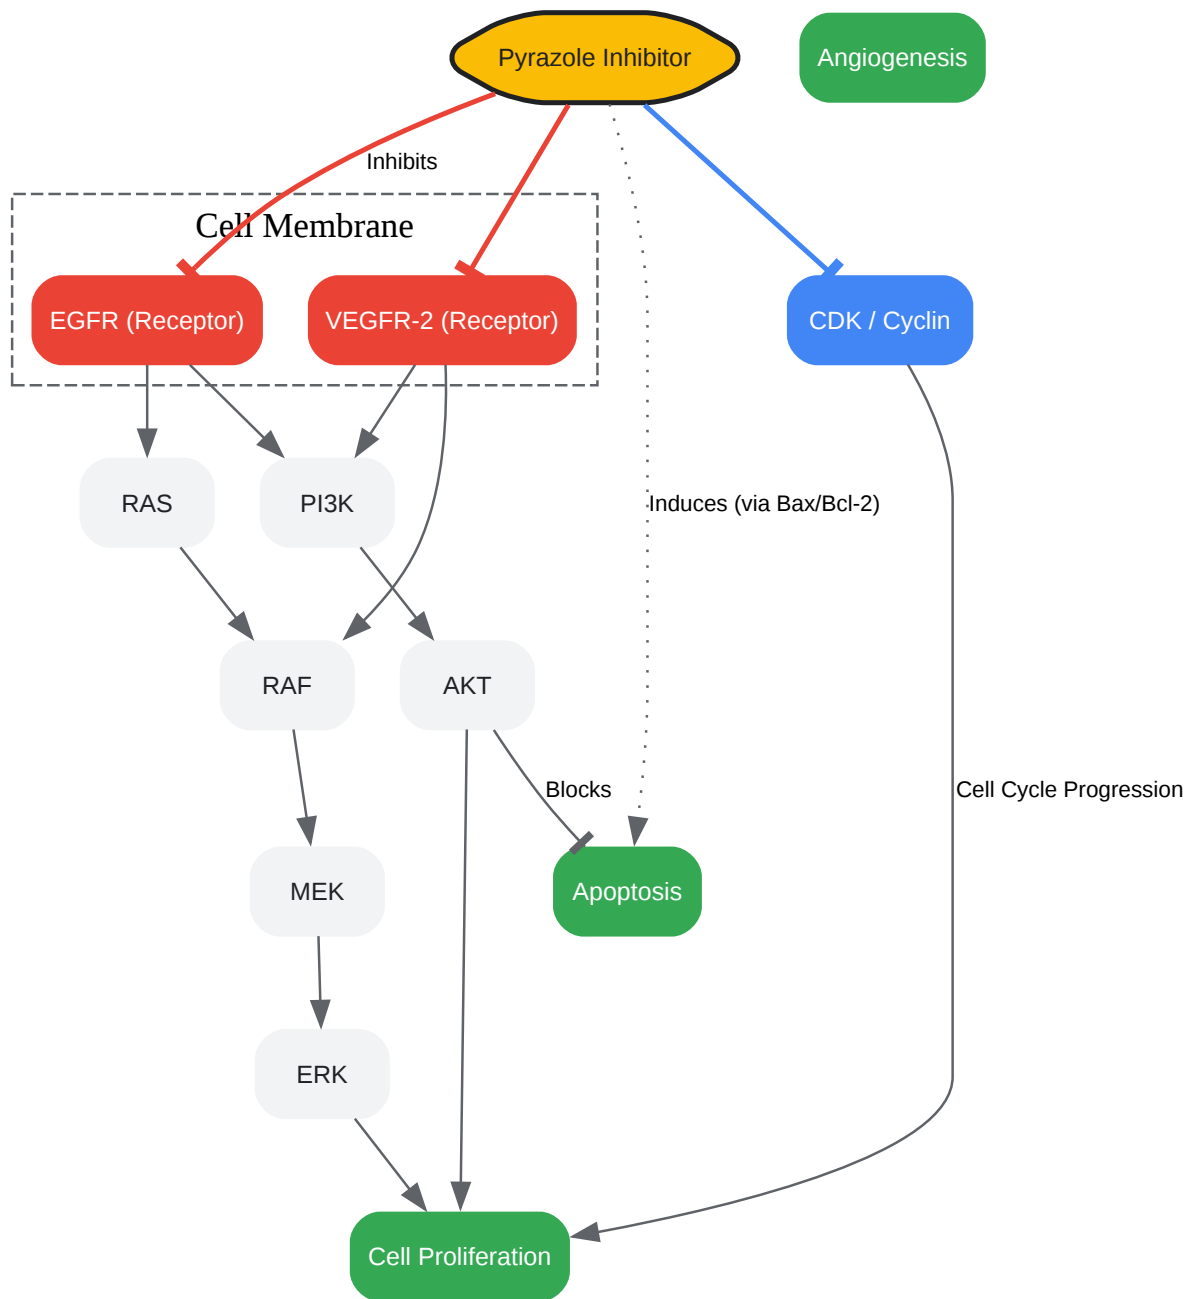 Pyrazole Inhibitor
Angiogenesis
Inhibits
Cell Membrane
EGFR (Receptor)
VEGFR-2 (Receptor)
CDK / Cyclin
RAS
PI3K
Induces (via Bax/Bcl-2)
RAF
AKT
Blocks
Cell Cycle Progression
MEK
Apoptosis
ERK
Cell Proliferation